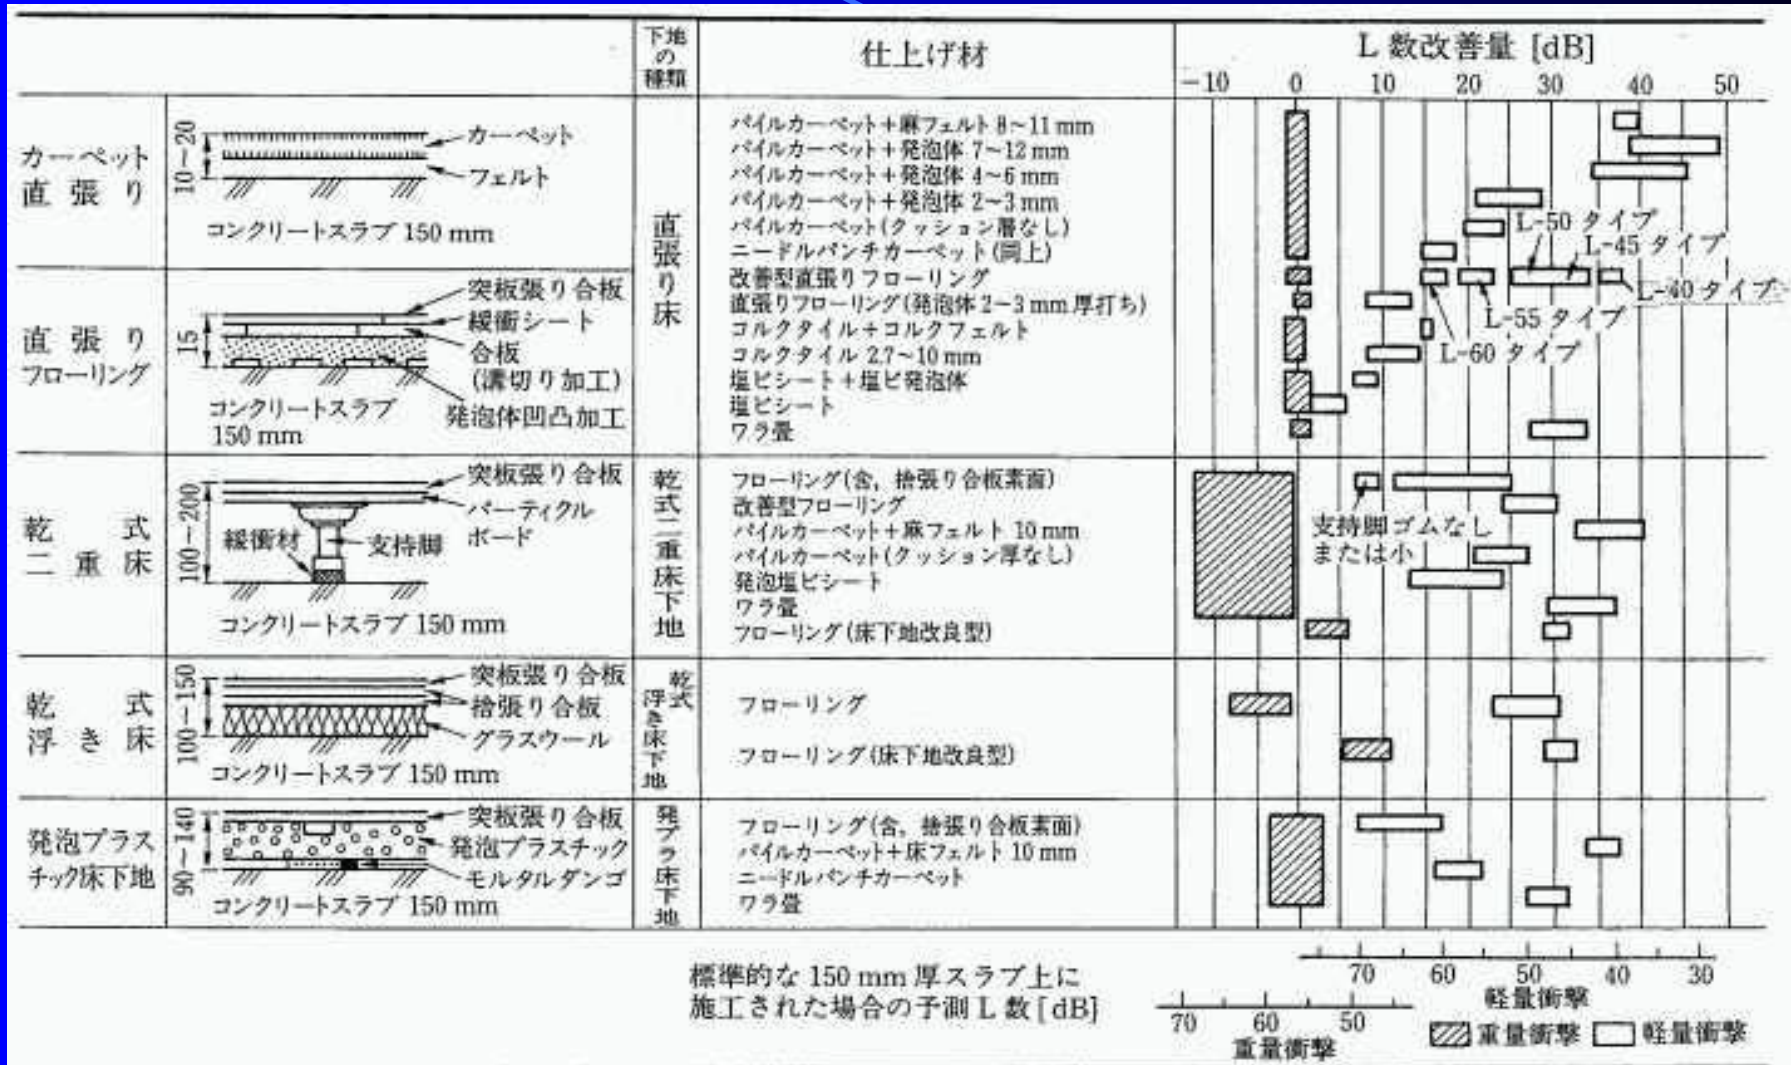 下地の種類
仕上げ材
L 数改善量 [dB]
−10 0 10 20 30 40 50
カーペット
直張り
10〜20
カーペット
フェルト
コンクリートスラブ 150 mm
直張り床
パイルカーペット+麻フェルト 8〜11 mm
パイルカーペット+発泡体 7〜12 mm
パイルカーペット+発泡体 4〜6 mm
パイルカーペット+発泡体 2〜3 mm
パイルカーペット(クッション層なし)
ニードルパンチカーペット(同上)
改善型直張りフローリング
直張りフローリング(発泡体 2〜3 mm 厚打ち)
コルクタイル+コルクフェルト
コルクタイル 2.7〜10 mm
塩ビシート+塩ビ発泡体
塩ビシート
ワラ畳
L-50 タイプ
L-45 タイプ
L-40 タイプ
L-55 タイプ
L-60 タイプ
直張り
フローリング
15
突板張り合板
緩衝シート
合板
(溝切り加工)
発泡体凹凸加工
コンクリートスラブ
150 mm
乾式
二重床
100〜200
突板張り合板
パーティクル
ボード
緩衝材
支持脚
コンクリートスラブ 150 mm
乾式二重床下地
フローリング(含,捨張り合板素面)
改善型フローリング
パイルカーペット+麻フェルト 10 mm
パイルカーペット(クッション厚なし)
発泡塩ビシート
ワラ畳
フローリング(床下地改良型)
支持脚ゴムなし
または小
乾式
浮き床
100〜150
突板張り合板
捨張り合板
グラスウール
コンクリートスラブ 150 mm
乾式浮き床下地
フローリング
フローリング(床下地改良型)
発泡プラス
チック床下地
90〜140
突板張り合板
発泡プラスチック
モルタルダンゴ
コンクリートスラブ 150 mm
発プラ床下地
フローリング(含,捨張り合板素面)
パイルカーペット+床フェルト 10 mm
ニードルパンチカーペット
ワラ畳
標準的な 150 mm 厚スラブ上に
施工された場合の予測 L 数 [dB]
70 60 50 40 30
軽量衝撃
70 60 50
重量衝撃
重量衝撃 軽量衝撃